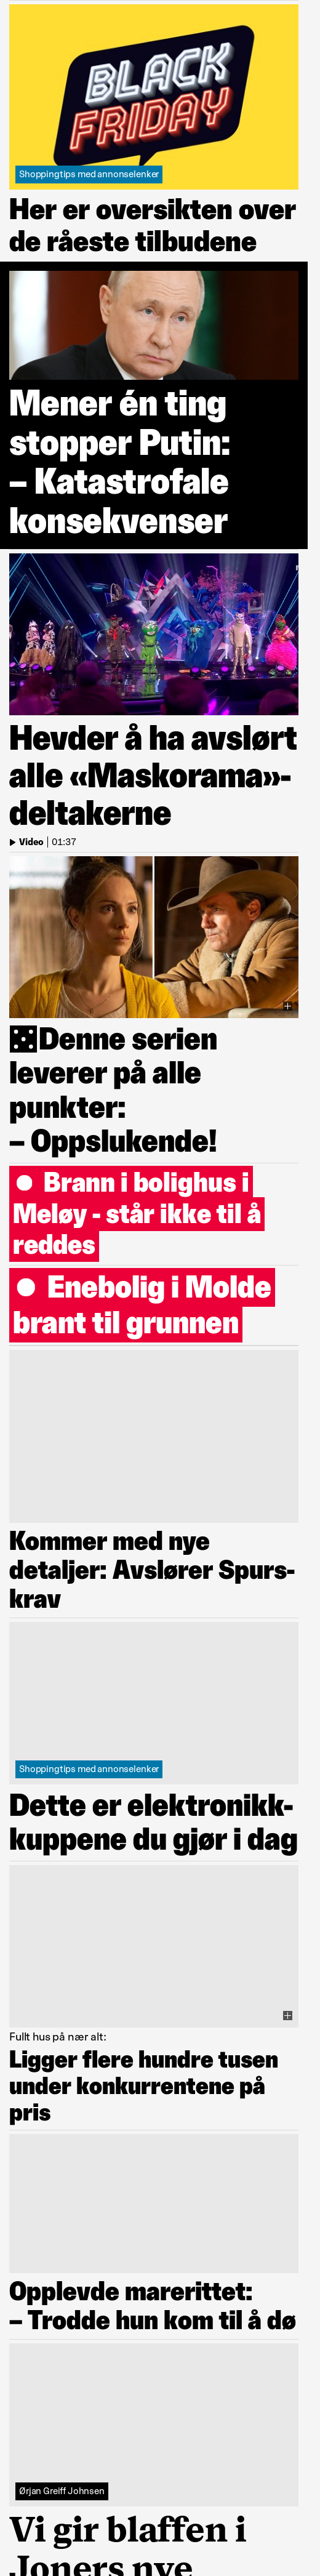 BLACK
FRIDAY
Shoppingtips med annonselenker
Her er oversikten over
de råeste tilbudene
Mener én ting
stopper Putin:
– Katastrofale
konsekvenser
Hevder å ha avslørt
alle «Maskorama»-
deltakerne
Video | 01:37
Denne serien
leverer på alle
punkter:
– Oppslukende!
Brann i bolighus i
Meløy - står ikke til å
reddes
Enebolig i Molde
brant til grunnen
Kommer med nye
detaljer: Avslører Spurs-
krav
Shoppingtips med annonselenker
Dette er elektronikk-
kuppene du gjør i dag
Fullt hus på nær alt:
Ligger flere hundre tusen
under konkurrentene på
pris
Opplevde marerittet:
– Trodde hun kom til å dø
Ørjan Greiff Johnsen
Vi gir blaffen i
Joners nye